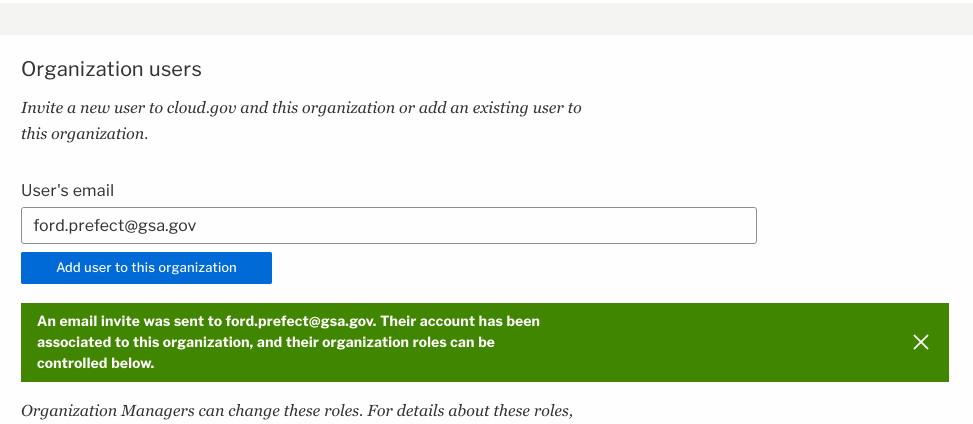 Organization users
Invite a new user to cloud.gov and this organization or add an existing user to
this organization.
User's email
ford.prefect@gsa.gov
Add user to this organization
An email invite was sent to ford.prefect@gsa.gov. Their account has been
associated to this organization, and their organization roles can be
controlled below.
Organization Managers can change these roles. For details about these roles,